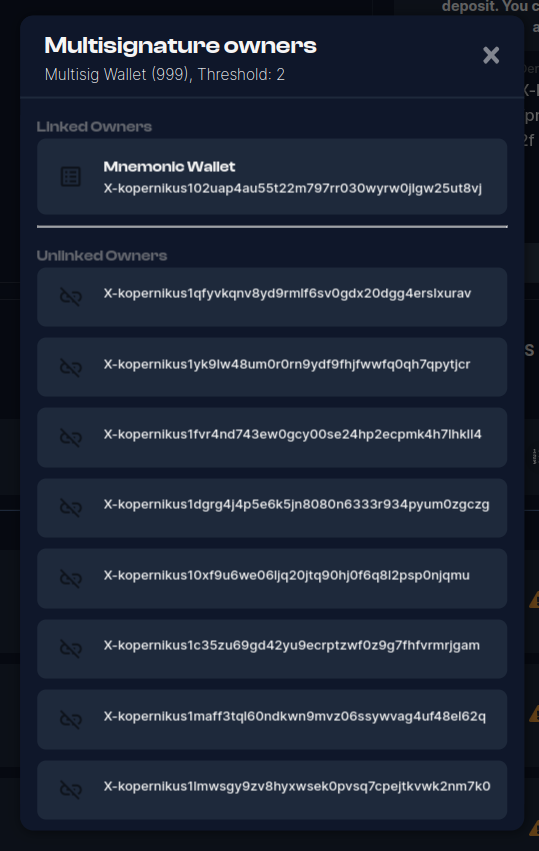 deposit. You c
Multisignature owners
Multisig Wallet (999), Threshold: 2
Linked Owners
Mnemonic Wallet
X-kopernikus102uap4au55t22m797rr030wyrw0jlgw25ut8vj
Unlinked Owners
X-kopernikus1qfyvkqnv8yd9rmlf6sv0gdx20dgg4erslxurav
X-kopernikus1yk9lw48um0r0rn9ydf9fhjfwwfq0qh7qpytjcr
X-kopernikus1fvr4nd743ew0gcy00se24hp2ecpmk4h7lhkll4
X-kopernikus1dgrg4j4p5e6k5jn8080n6333r934pyum0zgczg
X-kopernikus10xf9u6we06ljq20jtq90hj0f6q8l2psp0njqmu
X-kopernikus1c35zu69gd42yu9ecrptzwf0z9g7fhfvrmrjgam
X-kopernikus1maff3tql60ndkwn9mvz06ssywvag4uf48el62q
X-kopernikus1lmwsgy9zv8hyxwsek0pvsq7cpejtkvwk2nm7k0